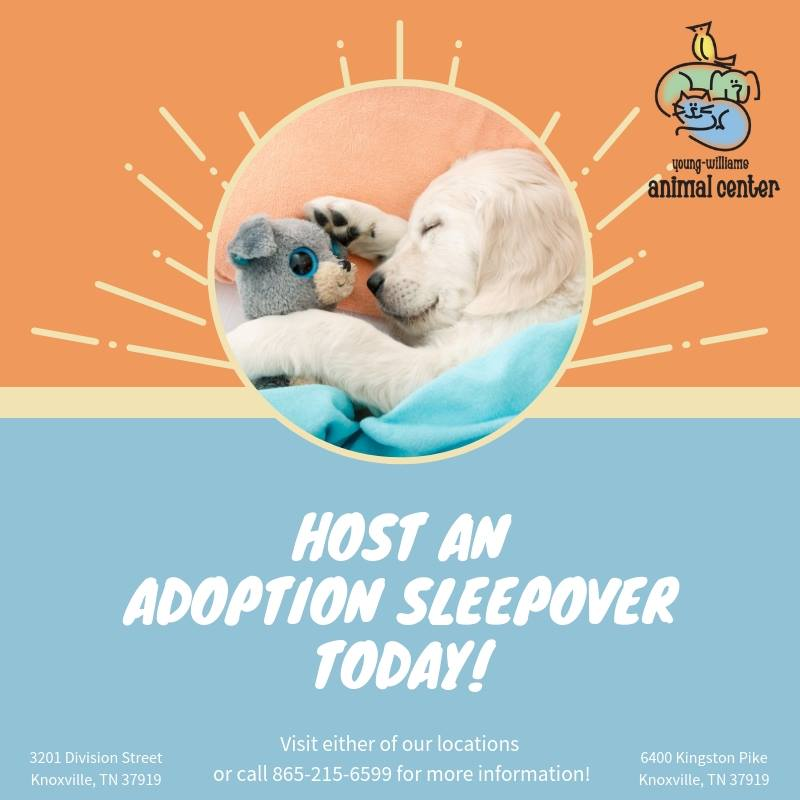 young-williams
animal center
HOST AN
ADOPTION SLEEPOVER
TODAY!
Visit either of our locations
or call 865-215-6599 for more information!
3201 Division Street
Knoxville, TN 37919
6400 Kingston Pike
Knoxville, TN 37919